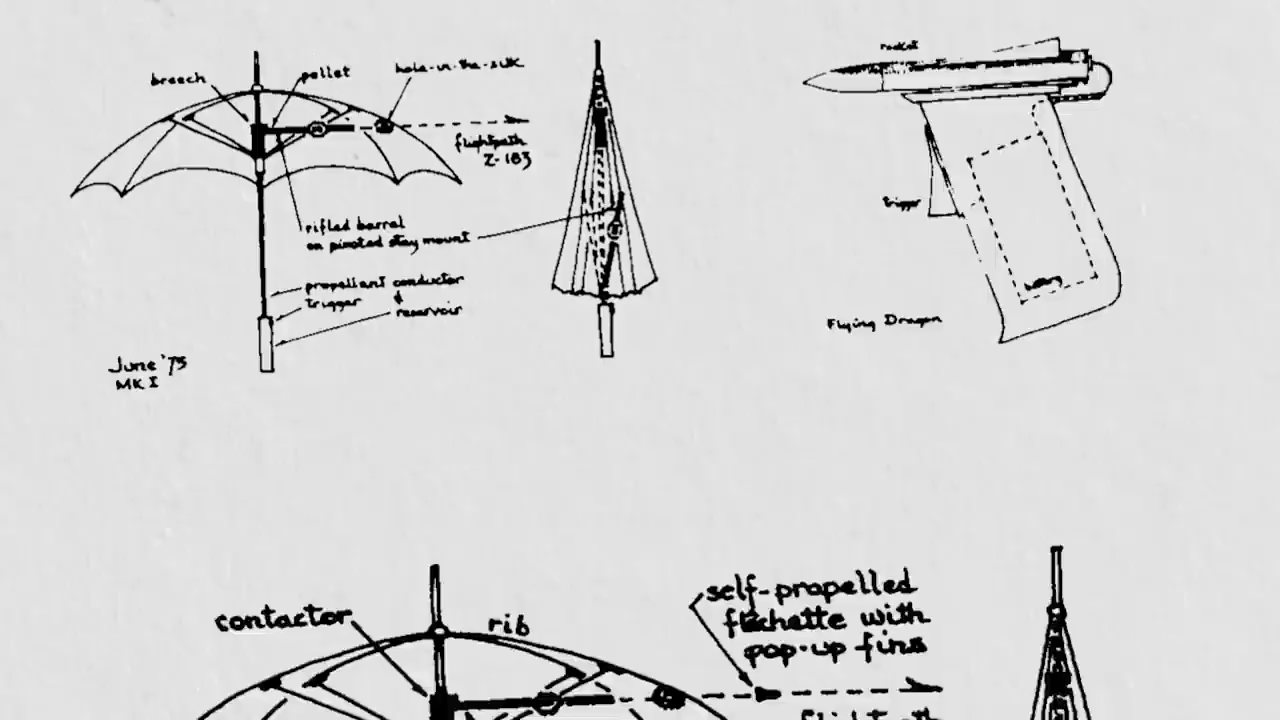 breech
pellet
hole-in-the-silk
flightpath
Z-183
rifled barrel
on pivoted stay mount
propellant conductor
trigger &
reservoir
June '75
MK I
rocket
trigger
battery
Flying Dragon
contactor
rib
self-propelled
flechette with
pop-up fins
flightpath